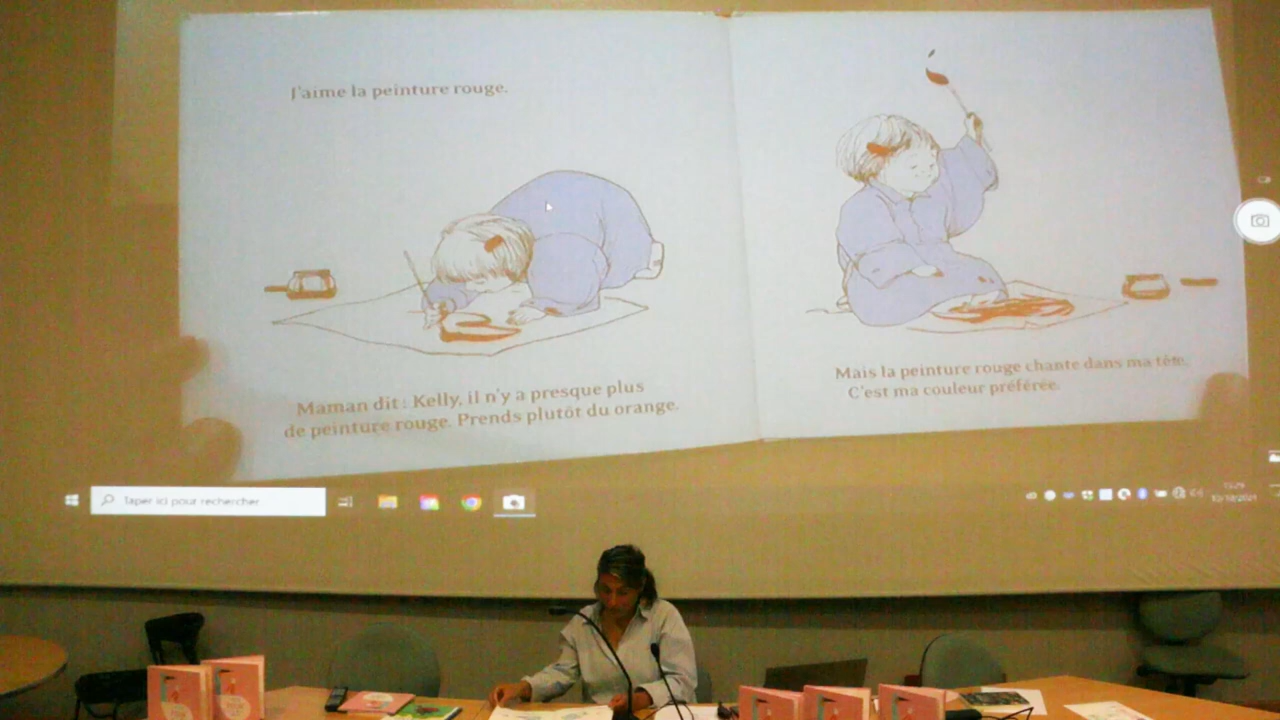 J'aime la peinture rouge.
Maman dit : Kelly, il n'y a presque plus
de peinture rouge. Prends plutôt du orange.
Mais la peinture rouge chante dans ma tête.
C'est ma couleur préférée.
Taper ici pour rechercher